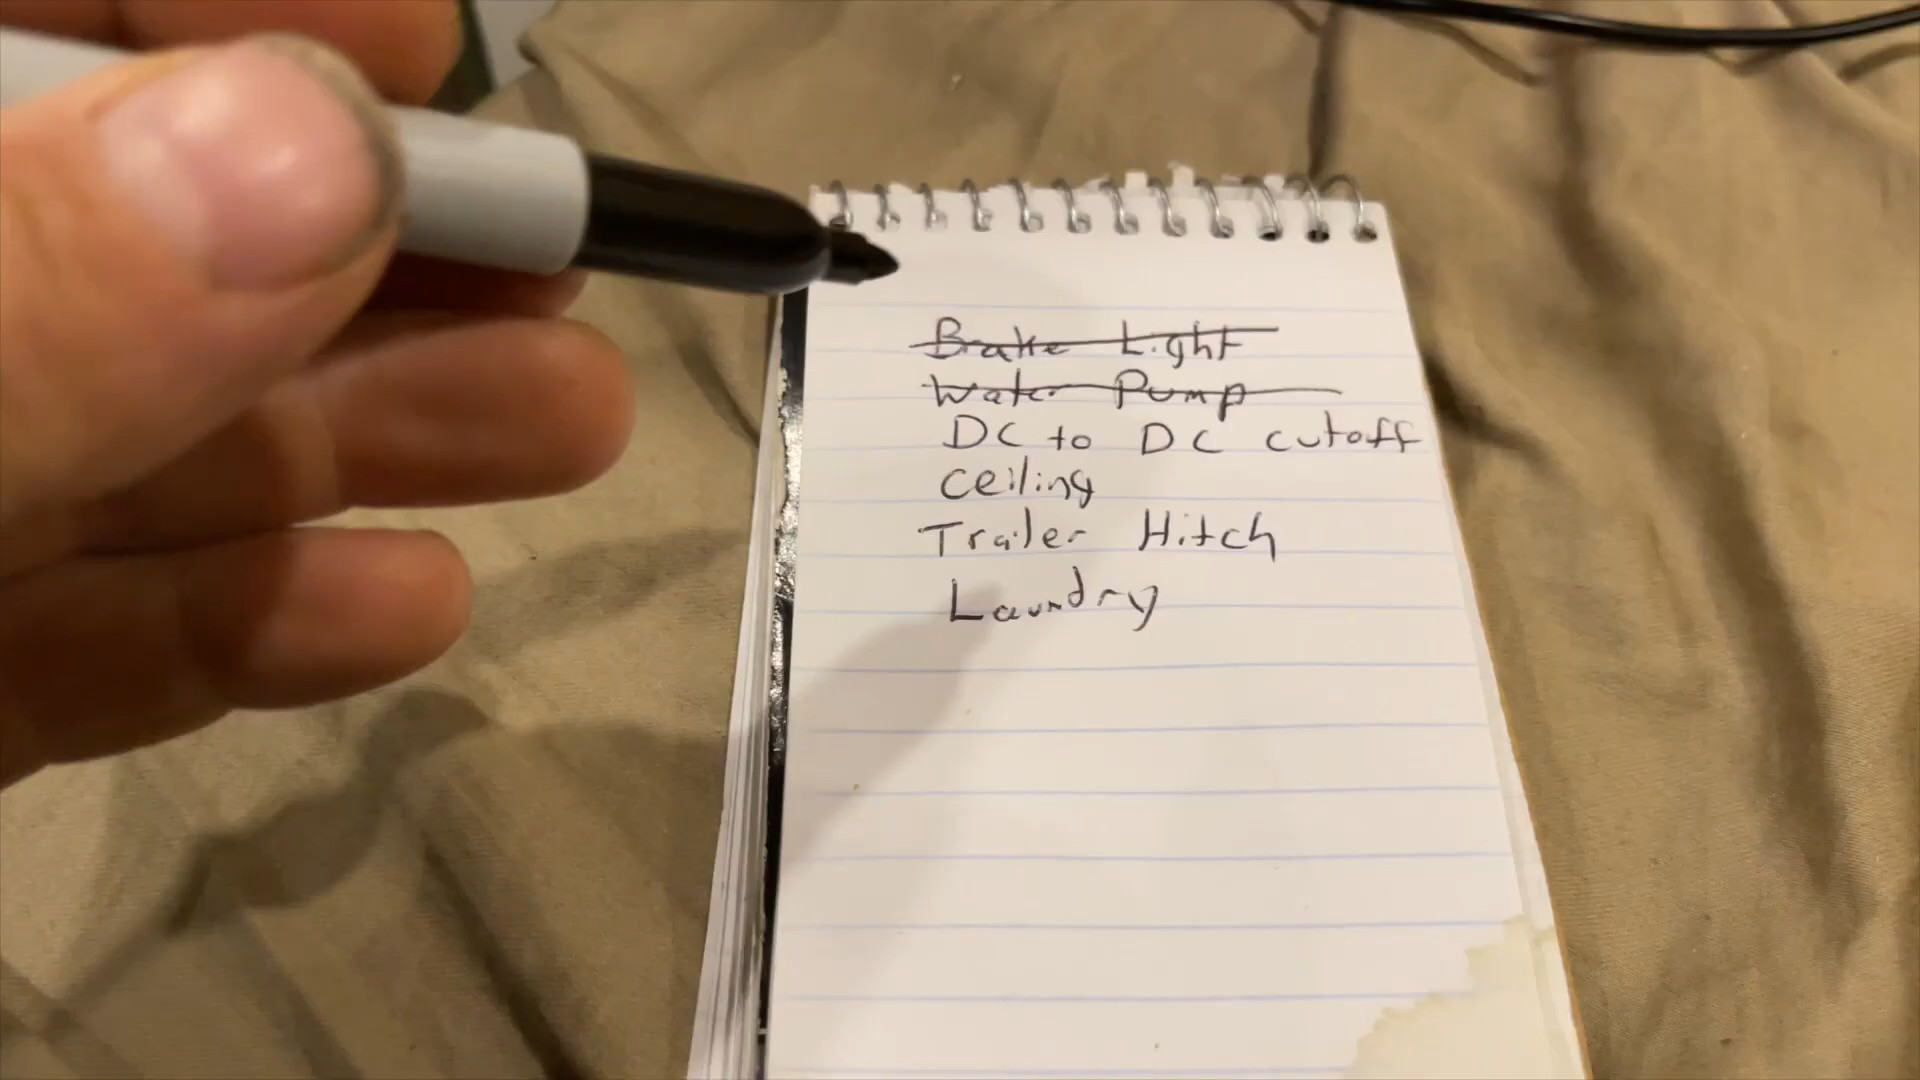 Brake Light
Water Pump
DC to DC cutoff
ceiling
Trailer Hitch
Laundry